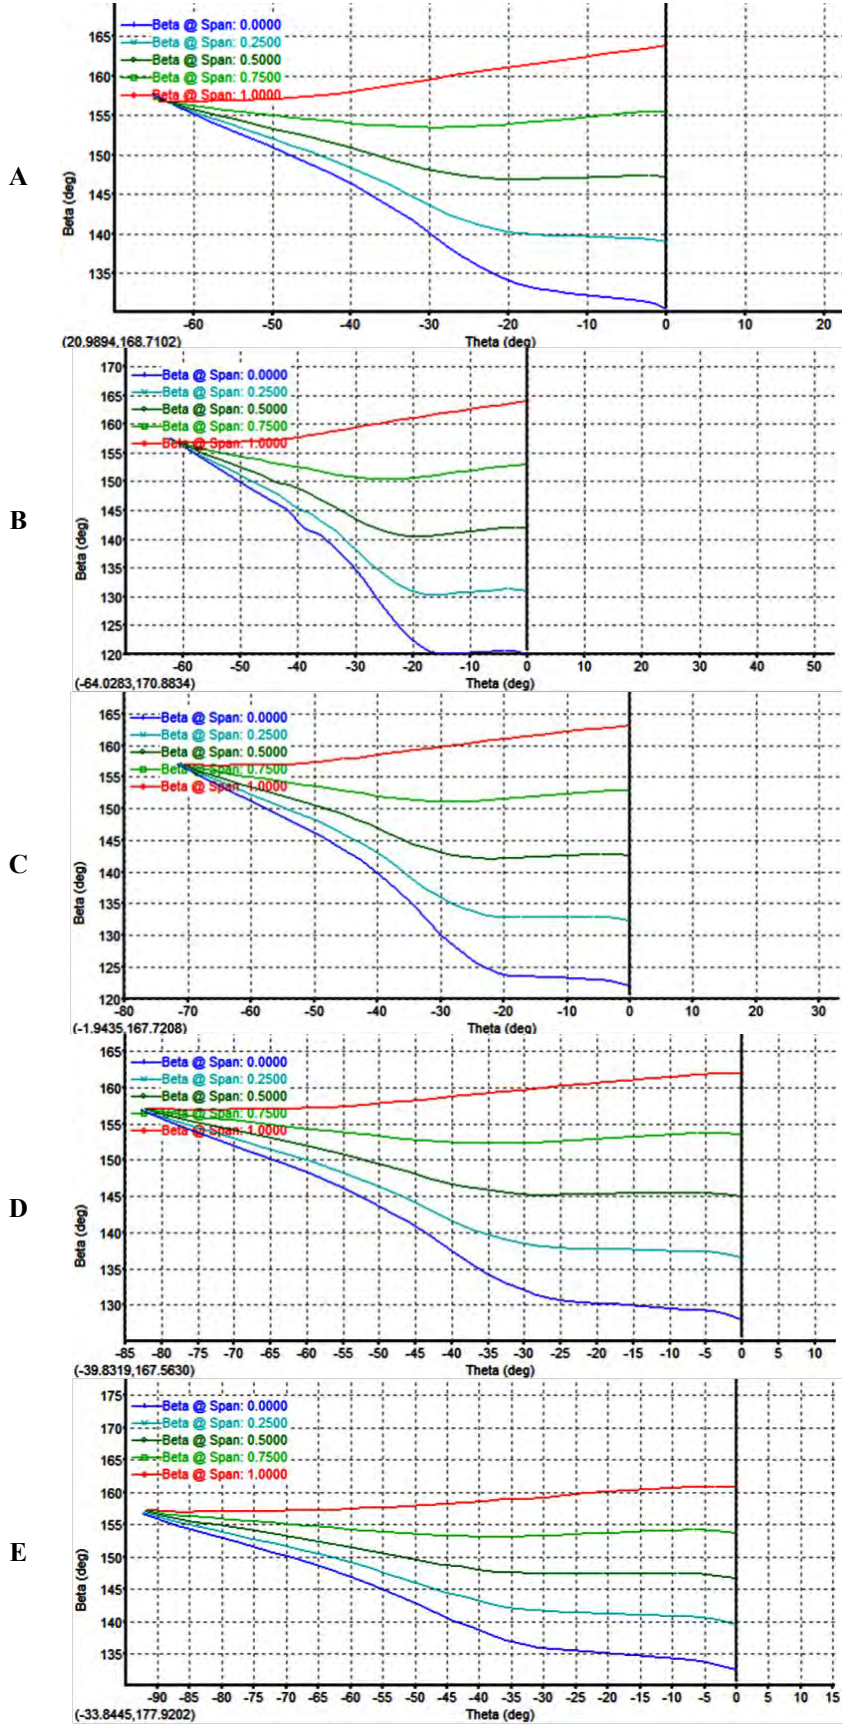 A
Beta (deg)
165
160
155
150
145
140
135
Beta @ Span: 0.0000
Beta @ Span: 0.2500
Beta @ Span: 0.5000
Beta @ Span: 0.7500
Beta @ Span: 1.0000
-60 -50 -40 -30 -20 -10 0 10 20
(20.9894,168.7102) Theta (deg)
B
Beta (deg)
170
165
160
155
150
145
140
135
130
125
120
Beta @ Span: 0.0000
Beta @ Span: 0.2500
Beta @ Span: 0.5000
Beta @ Span: 0.7500
Beta @ Span: 1.0000
-60 -50 -40 -30 -20 -10 0 10 20 30 40 50
(-64.0283,170.8834) Theta (deg)
C
Beta (deg)
165
160
155
150
145
140
135
130
125
120
Beta @ Span: 0.0000
Beta @ Span: 0.2500
Beta @ Span: 0.5000
Beta @ Span: 0.7500
Beta @ Span: 1.0000
-80 -70 -60 -50 -40 -30 -20 -10 0 10 20 30
(-1.9435,167.7208) Theta (deg)
D
Beta (deg)
165
160
155
150
145
140
135
130
Beta @ Span: 0.0000
Beta @ Span: 0.2500
Beta @ Span: 0.5000
Beta @ Span: 0.7500
Beta @ Span: 1.0000
-85 -80 -75 -70 -65 -60 -55 -50 -45 -40 -35 -30 -25 -20 -15 -10 -5 0 5 10
(-39.8319,167.5630) Theta (deg)
E
Beta (deg)
175
170
165
160
155
150
145
140
135
Beta @ Span: 0.0000
Beta @ Span: 0.2500
Beta @ Span: 0.5000
Beta @ Span: 0.7500
Beta @ Span: 1.0000
-90 -85 -80 -75 -70 -65 -60 -55 -50 -45 -40 -35 -30 -25 -20 -15 -10 -5 0 5 10 15
(-33.8445,177.9202) Theta (deg)